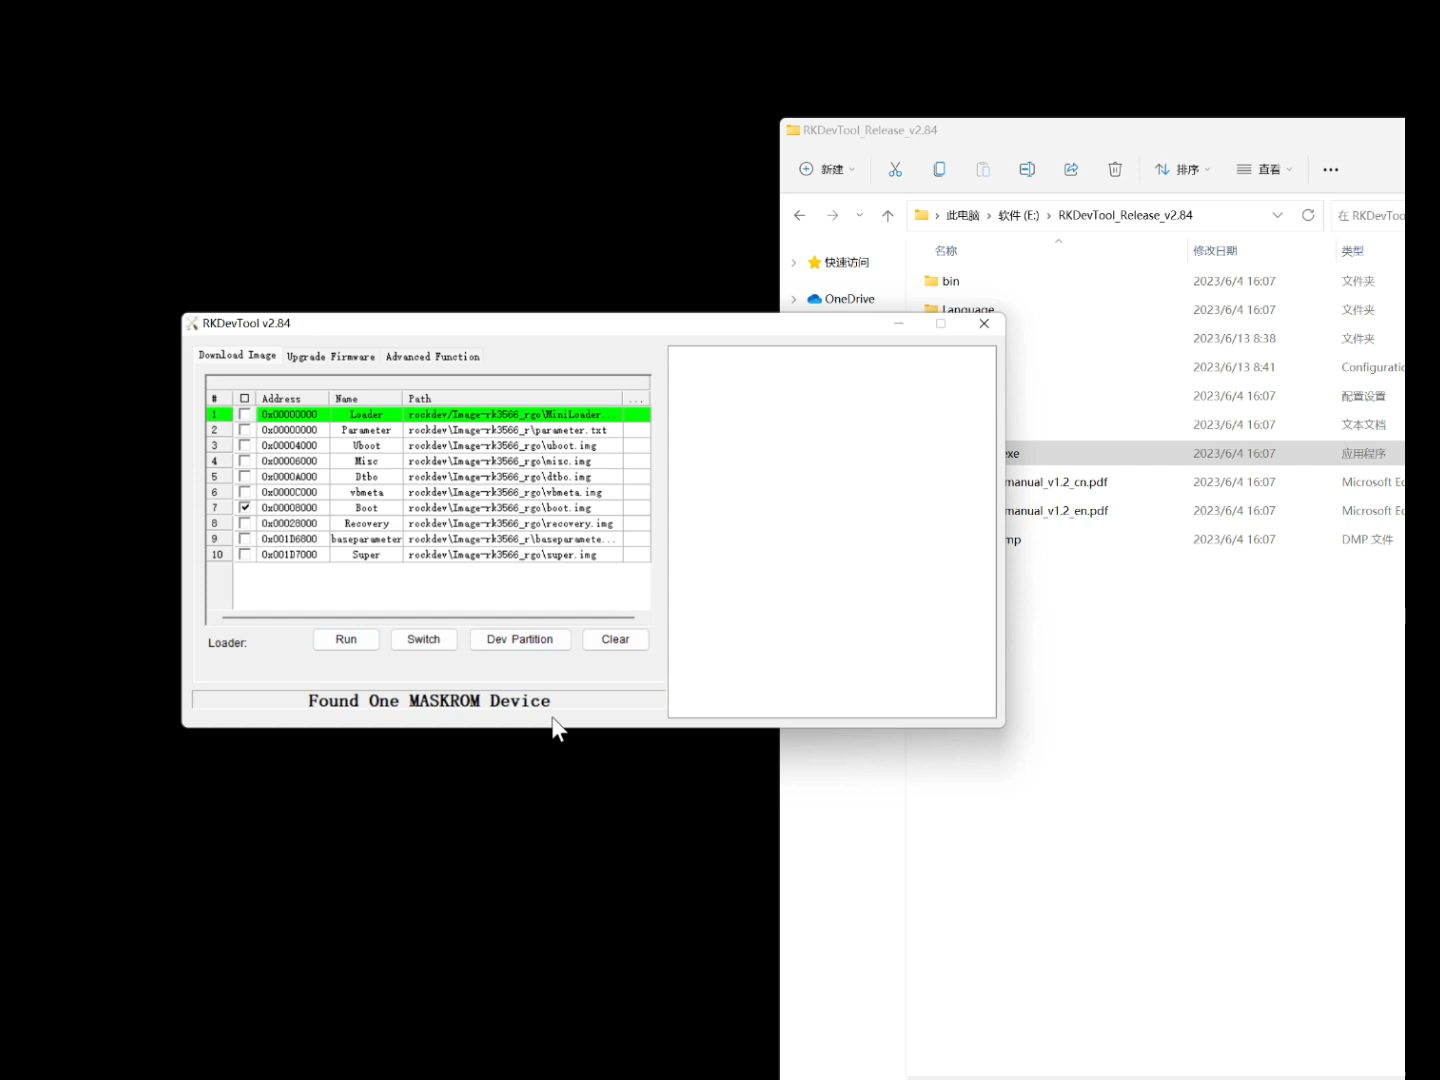 RKDevTool_Release_v2.84
新建
排序
查看
此电脑 › 软件 (E:) › RKDevTool_Release_v2.84
在 RKDevToo
名称 修改日期 类型
快速访问
OneDrive
bin 2023/6/4 16:07 文件夹
Language 2023/6/4 16:07 文件夹
2023/6/13 8:38 文件夹
2023/6/13 8:41 Configuratic
2023/6/4 16:07 配置设置
2023/6/4 16:07 文本文档
xe 2023/6/4 16:07 应用程序
manual_v1.2_cn.pdf 2023/6/4 16:07 Microsoft Ec
manual_v1.2_en.pdf 2023/6/4 16:07 Microsoft Ec
mp 2023/6/4 16:07 DMP 文件
RKDevTool v2.84
Download Image Upgrade Firmware Advanced Function
# Address Name Path ...
1 0x00000000 Loader rockdev/Image-rk3566_rgo\MiniLoader...
2 0x00000000 Parameter rockdev\Image-rk3566_r\parameter.txt
3 0x00004000 Uboot rockdev\Image-rk3566_rgo\uboot.img
4 0x00006000 Misc rockdev\Image-rk3566_rgo\misc.img
5 0x0000A000 Dtbo rockdev\Image-rk3566_rgo\dtbo.img
6 0x0000C000 vbmeta rockdev\Image-rk3566_rgo\vbmeta.img
7 0x00008000 Boot rockdev\Image-rk3566_rgo\boot.img
8 0x00028000 Recovery rockdev\Image-rk3566_rgo\recovery.img
9 0x001D6800 baseparameter rockdev\Image-rk3566_r\baseparamete...
10 0x001D7000 Super rockdev\Image-rk3566_rgo\super.img
Loader: Run Switch Dev Partition Clear
Found One MASKROM Device